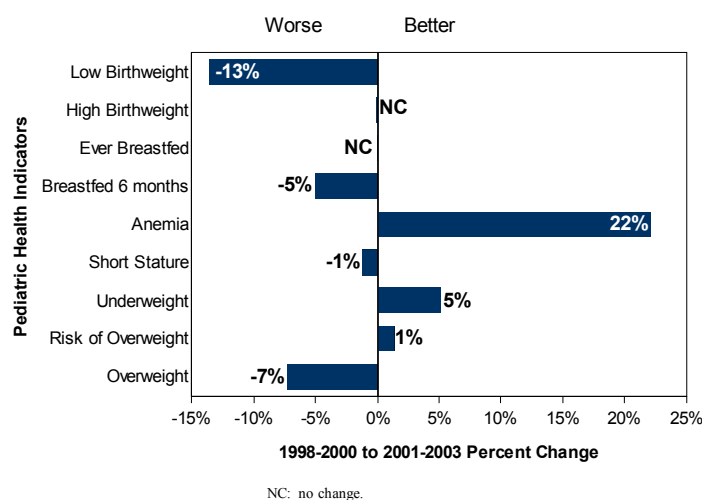 Worse Better
Pediatric Health Indicators
Low Birthweight -13%
High Birthweight NC
Ever Breastfed NC
Breastfed 6 months -5%
Anemia 22%
Short Stature -1%
Underweight 5%
Risk of Overweight 1%
Overweight -7%
-15% -10% -5% 0% 5% 10% 15% 20% 25%
1998-2000 to 2001-2003 Percent Change
NC: no change.